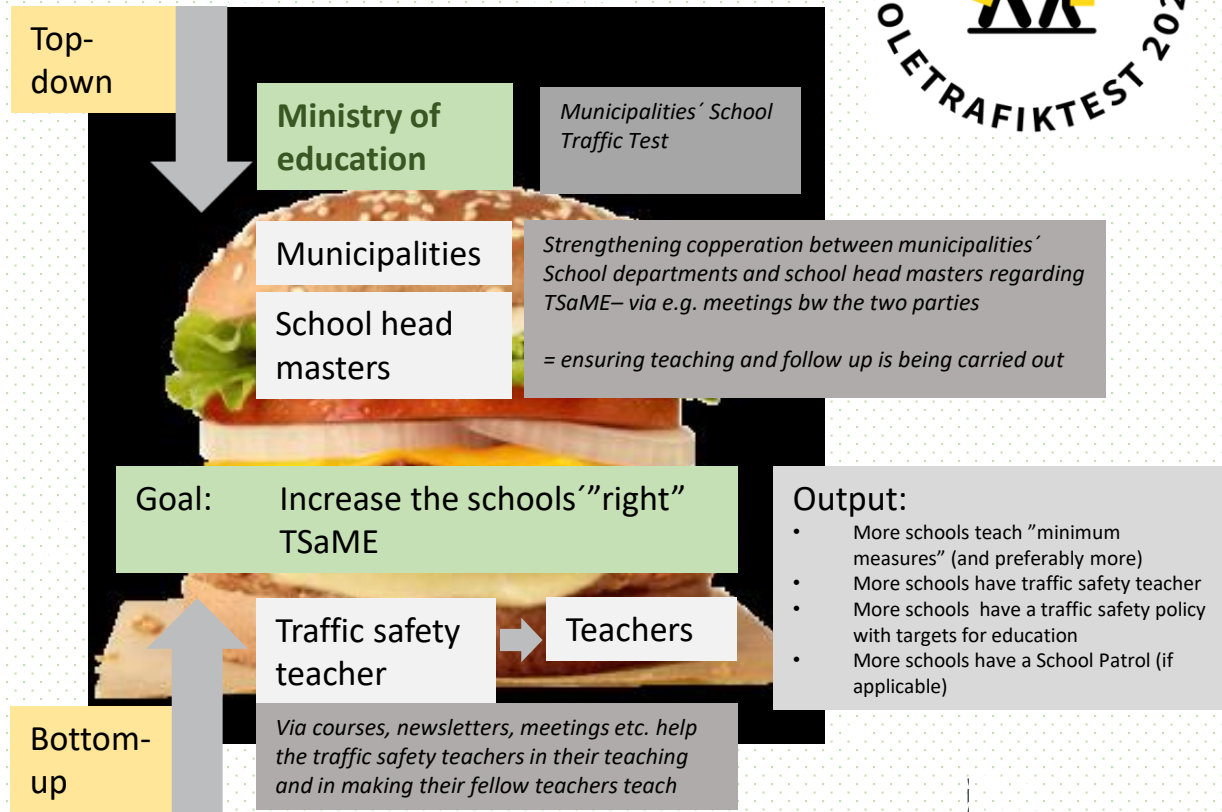 Top-
down
OLETRAFIKTEST 202
Ministry of
education
Municipalities´ School
Traffic Test
Municipalities
School head
masters
Strengthening copperation between municipalities´
School departments and school head masters regarding
TSaME– via e.g. meetings bw the two parties
= ensuring teaching and follow up is being carried out
Goal: Increase the schools´”right”
TSaME
Output:
• More schools teach ”minimum
measures” (and preferably more)
• More schools have traffic safety teacher
• More schools have a traffic safety policy
with targets for education
• More schools have a School Patrol (if
applicable)
Traffic safety
teacher
Teachers
Bottom-
up
Via courses, newsletters, meetings etc. help
the traffic safety teachers in their teaching
and in making their fellow teachers teach